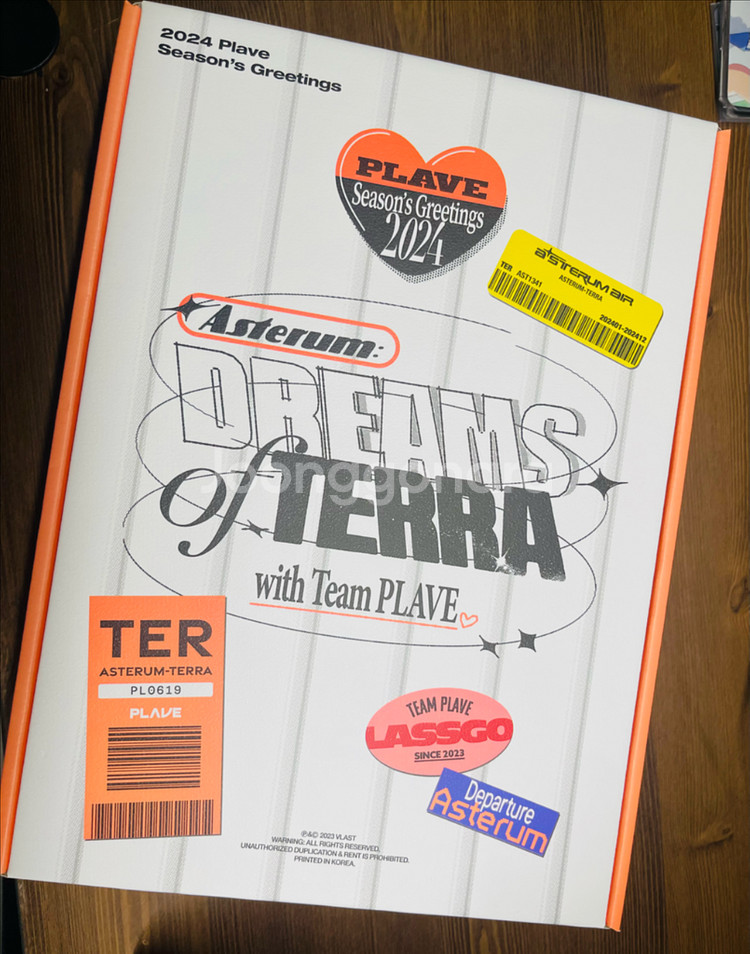 2024 Plave
Season's Greetings
PLAVE
Season's Greetings
2024
asterum air
ASTERUM-TERRA
TER AST1341
202401-202412
Asterum:
DREAMS
of TERRA
Joonggonara
with Team PLAVE
TER
ASTERUM-TERRA
PL0619
PLAVE
TEAM PLAVE
LASSGO
SINCE 2023
Departure
Asterum
℗&© 2023 VLAST
WARNING: ALL RIGHTS RESERVED.
UNAUTHORIZED DUPLICATION & RENT IS PROHIBITED.
PRINTED IN KOREA.